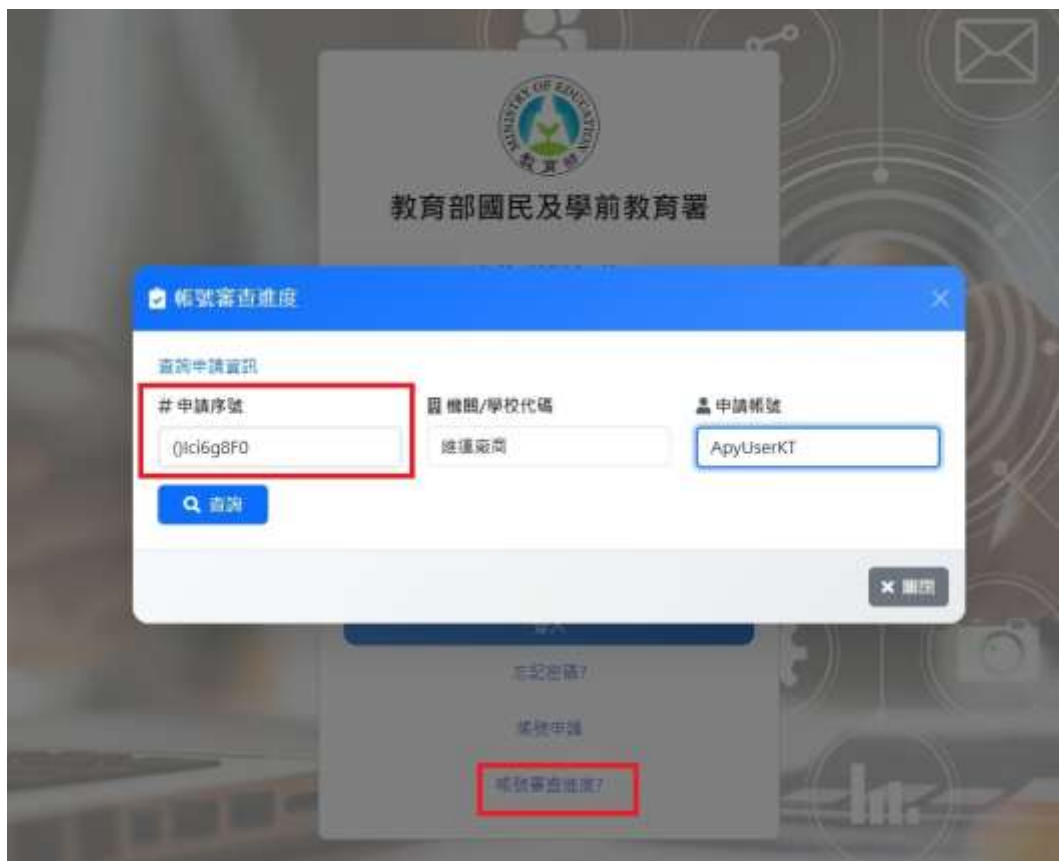 MINISTRY OF EDUCATION
教育部
教育部國民及學前教育署
帳號審查進度
查詢申請資訊
# 申請序號
機關/學校代碼
申請帳號
維運廠商
ApyUserKT
查詢
關閉
登入
忘記密碼?
帳號申請
帳號審查進度?